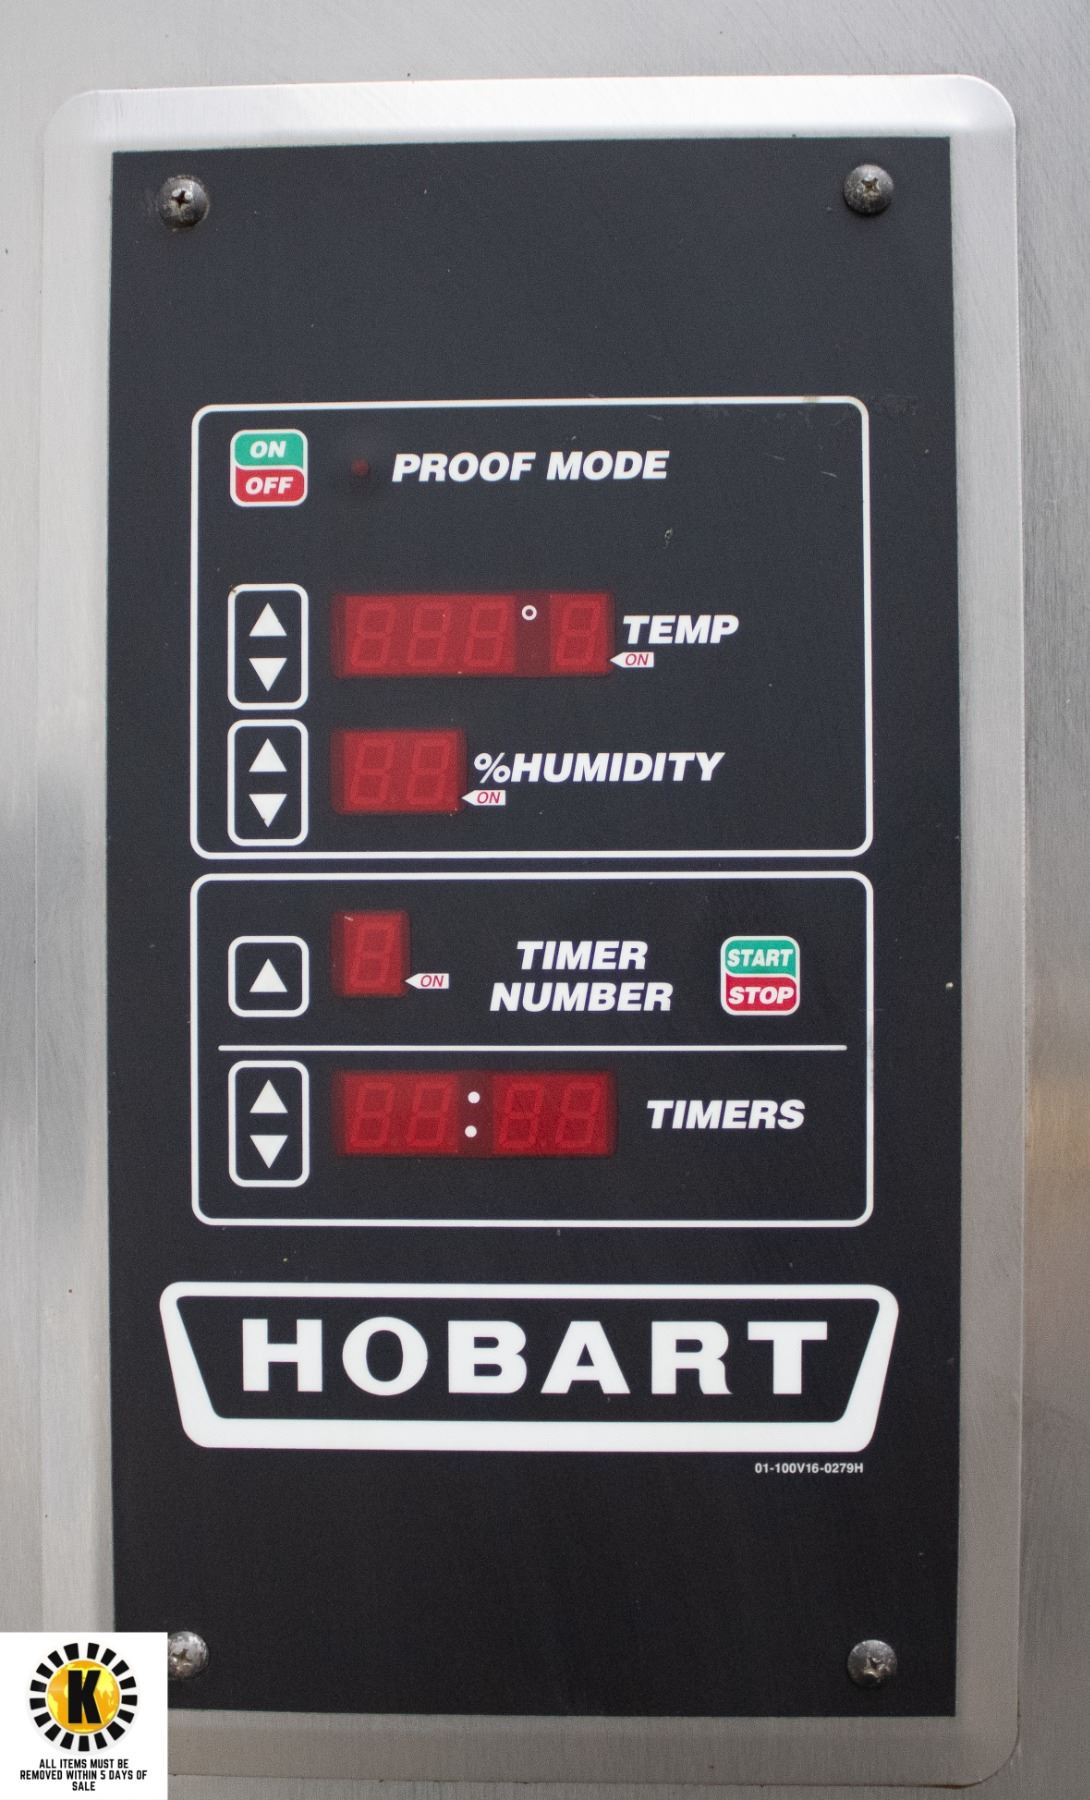 ON
OFF
PROOF MODE
TEMP
ON
%HUMIDITY
ON
ON
TIMER
NUMBER
START
STOP
TIMERS
HOBART
01-100V16-0279H
K
ALL ITEMS MUST BE
REMOVED WITHIN 5 DAYS OF
SALE